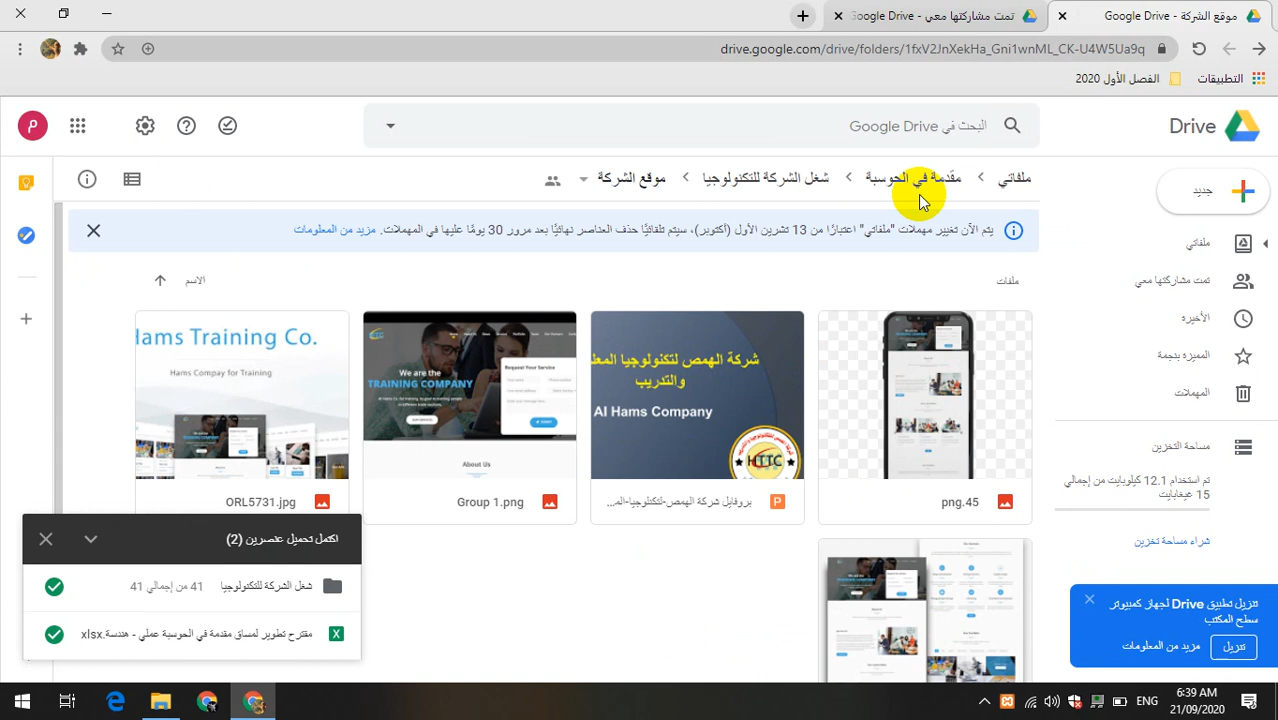 موقع الشركة - Google Drive
تمت مشاركتها معي - Google Drive
drive.google.com/drive/folders/1fxV2JnXekHa_Gni1wnML_CK-U4W5Ua9q
التطبيقات
الفصل الأول 2020
Drive
البحث في Google Drive
P
جديد
ملفاتي
مقدمة في الحوسبة
شغل الشركة للتكنولوجيا
موقع الشركة
يتم الآن تغيير مهملات "ملفاتي" اعتبارًا من 13 تشرين الأول (أكتوبر)، سيتم تلقائيًا حذف العناصر نهائيًا بعد مرور 30 يومًا عليها في المهملات. مزيد من المعلومات
ملفاتي
تمت مشاركتها معي
الأخيرة
المميزة بنجمة
المهملات
مساحة التخزين
تم استخدام 12.1 كيلوبايت من إجمالي
15 غيغابايت
شراء مساحة تخزين
تنزيل تطبيق Drive لجهاز كمبيوتر
سطح المكتب
تنزيل
مزيد من المعلومات
ملفات
الاسم
شركة الهمص لتكنولوجيا المعل
والتدريب
Al Hams Company
HTTC
We are the
TRAINING COMPANY
Request Your Service
About Us
Hams Training Co.
Hams Compay for Training
png.45
بروفايل شركة الهمص-لتكنلوجيا-الم...
Group 1.png
ORL5731.jpg
اكتمل تحميل عنصرين (2)
شغل الشركة للتكنولوجيا
41 من إجمالي 41
مقترح تطوير لمساق مقدمة في الحوسبة عملي - هندسة.xlsx
ENG
6:39 AM
21/09/2020